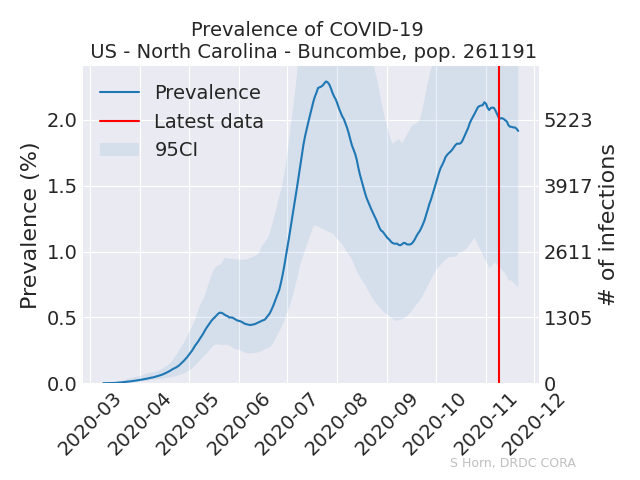 Prevalence of COVID-19
US - North Carolina - Buncombe, pop. 261191
Prevalence
Latest data
95CI
Prevalence (%)
2.0
1.5
1.0
0.5
0.0
5223
3917
2611
1305
0
# of infections
2020-03
2020-04
2020-05
2020-06
2020-07
2020-08
2020-09
2020-10
2020-11
2020-12
S Horn, DRDC CORA